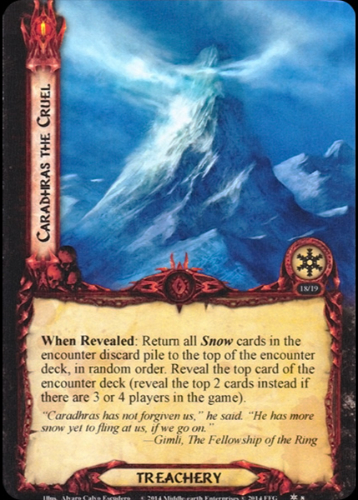 Caradhras the Cruel
18/19
When Revealed: Return all Snow cards in the
encounter discard pile to the top of the encounter
deck, in random order. Reveal the top card of the
encounter deck (reveal the top 2 cards instead if
there are 3 or 4 players in the game).
"Caradhras has not forgiven us," he said. "He has more
snow yet to fling at us, if we go on."
—Gimli, The Fellowship of the Ring
TREACHERY
Illus. Alvaro Calvo Escudero © 2014 Middle-earth Enterprises © 2014 FFG